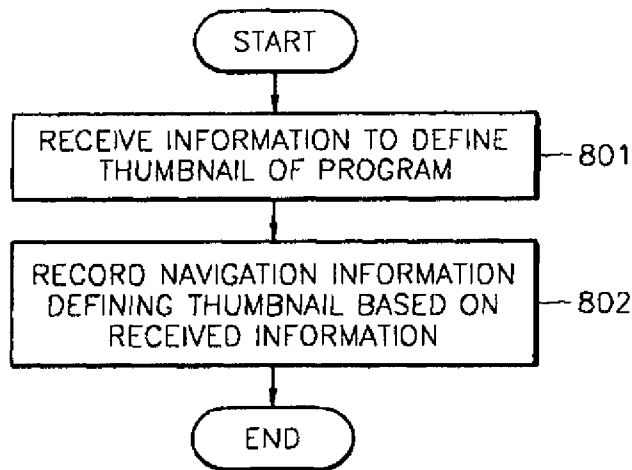 START
RECEIVE INFORMATION TO DEFINE
THUMBNAIL OF PROGRAM
801
RECORD NAVIGATION INFORMATION
DEFINING THUMBNAIL BASED ON
RECEIVED INFORMATION
802
END